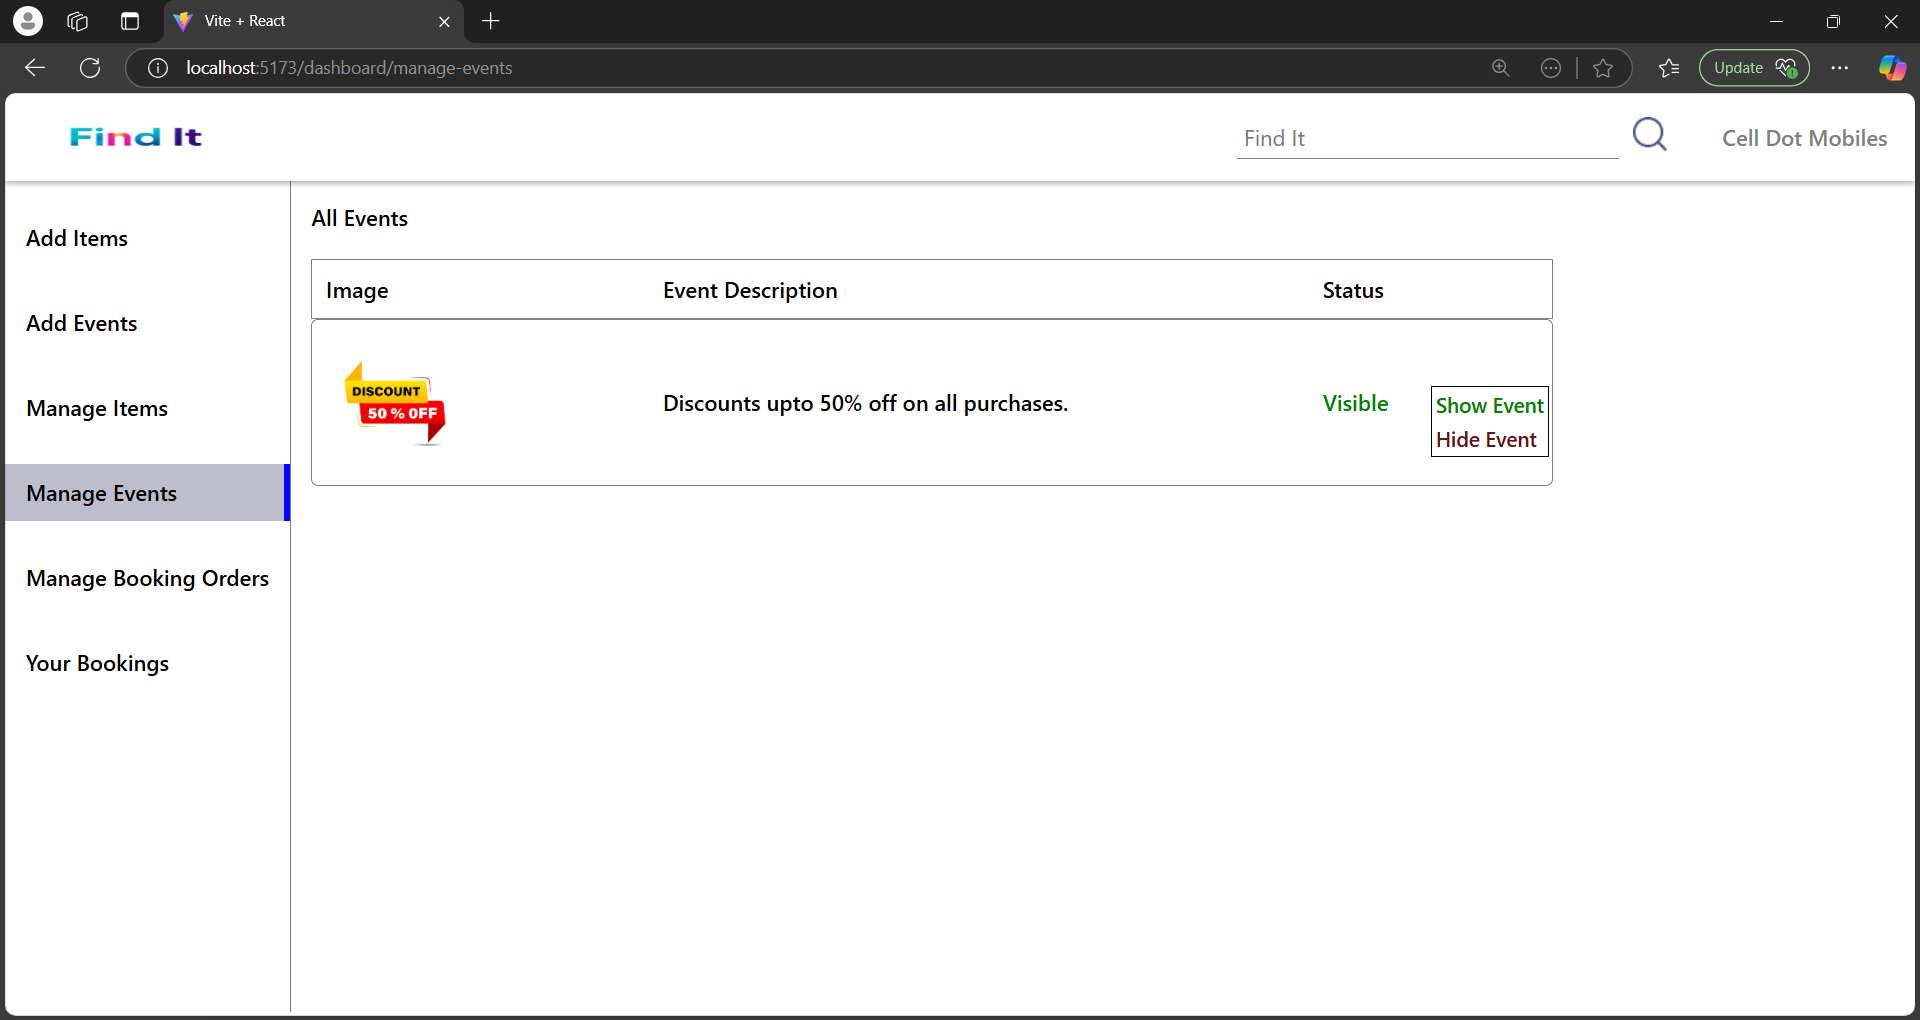 Vite + React
localhost:5173/dashboard/manage-events
Update
Find It
Find It
Cell Dot Mobiles
Add Items
Add Events
Manage Items
Manage Events
Manage Booking Orders
Your Bookings
All Events
Image Event Description Status
DISCOUNT
50 % OFF
Discounts upto 50% off on all purchases.
Visible
Show Event
Hide Event